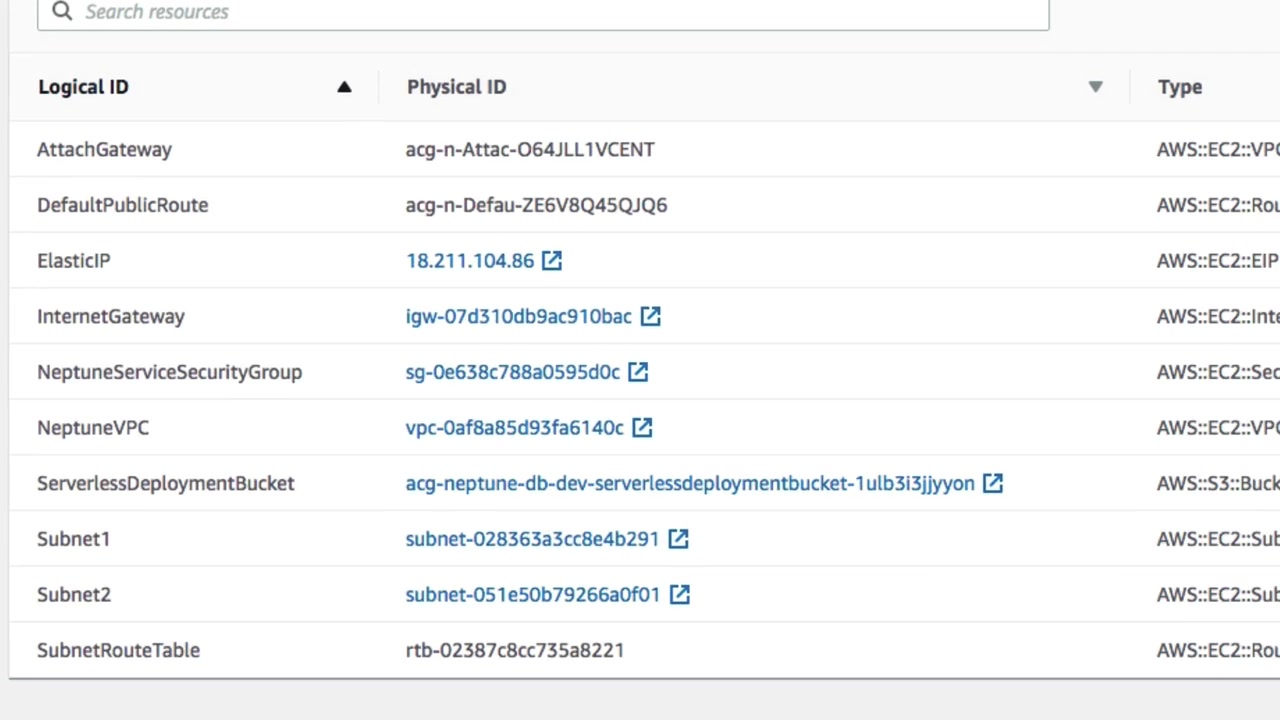 Search resources
Logical ID Physical ID Type
AttachGateway acg-n-Attac-O64JLL1VCENT AWS::EC2::VPC
DefaultPublicRoute acg-n-Defau-ZE6V8Q45QJQ6 AWS::EC2::Rou
ElasticIP 18.211.104.86 AWS::EC2::EIP
InternetGateway igw-07d310db9ac910bac AWS::EC2::Inte
NeptuneServiceSecurityGroup sg-0e638c788a0595d0c AWS::EC2::Sec
NeptuneVPC vpc-0af8a85d93fa6140c AWS::EC2::VPC
ServerlessDeploymentBucket acg-neptune-db-dev-serverlessdeploymentbucket-1ulb3i3jjyyon AWS::S3::Buck
Subnet1 subnet-028363a3cc8e4b291 AWS::EC2::Sub
Subnet2 subnet-051e50b79266a0f01 AWS::EC2::Sub
SubnetRouteTable rtb-02387c8cc735a8221 AWS::EC2::Rou